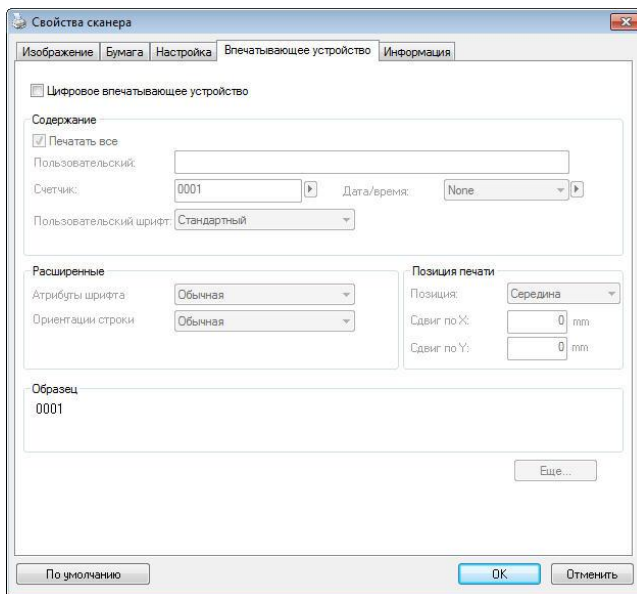 Свойства сканера
Изображение Бумага Настройка Впечатывающее устройство Информация
Цифровое впечатывающее устройство
Содержание
Печатать все
Пользовательский:
Счетчик: 0001 Дата/время: None
Пользовательский шрифт: Стандартный
Расширенные Позиция печати
Атрибуты шрифта Обычная Позиция: Середина
Ориентации строки Обычная Сдвиг по X: 0 mm
Сдвиг по Y: 0 mm
Образец
0001
Еще...
По умолчанию OK Отменить